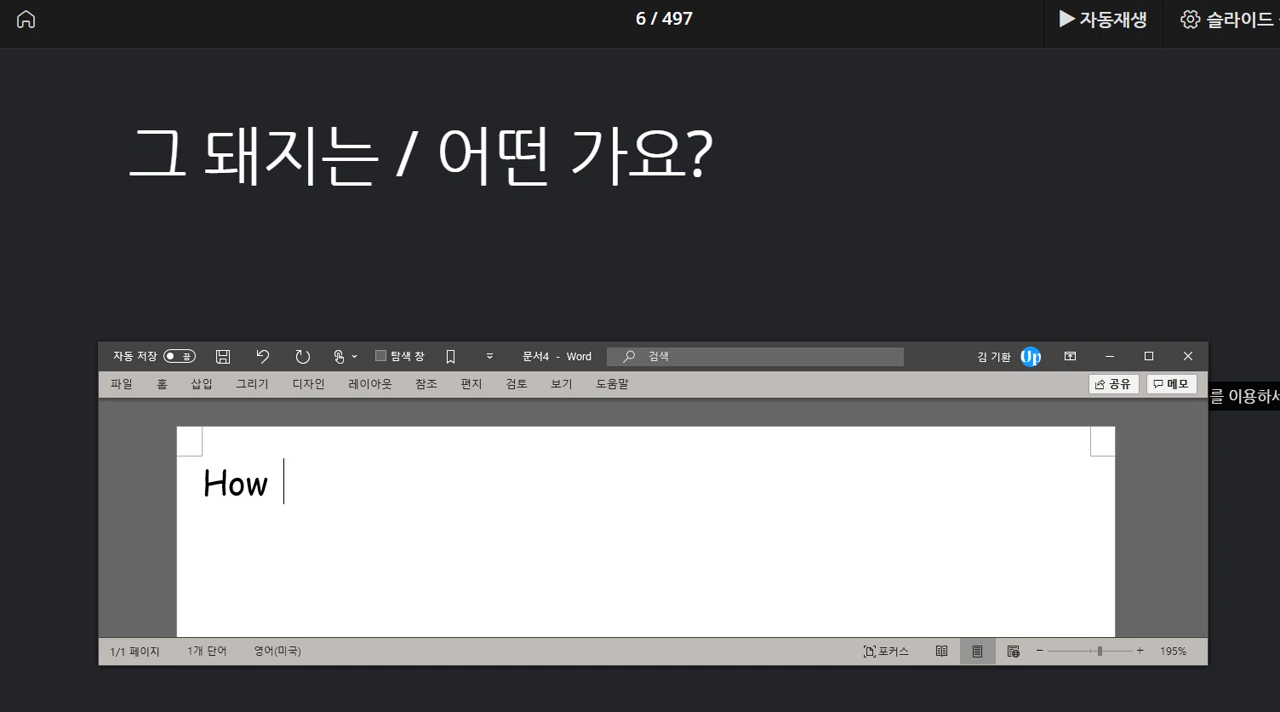 6 / 497
▶ 자동재생
슬라이드
그 돼지는 / 어떤 가요?
자동 저장 끔
탐색 창
문서4 - Word
검색
김 기환
Up
파일 홈 삽입 그리기 디자인 레이아웃 참조 편지 검토 보기 도움말
공유 메모
를 이용하세
How
1/1 페이지 1개 단어 영어(미국)
포커스
− + 195%